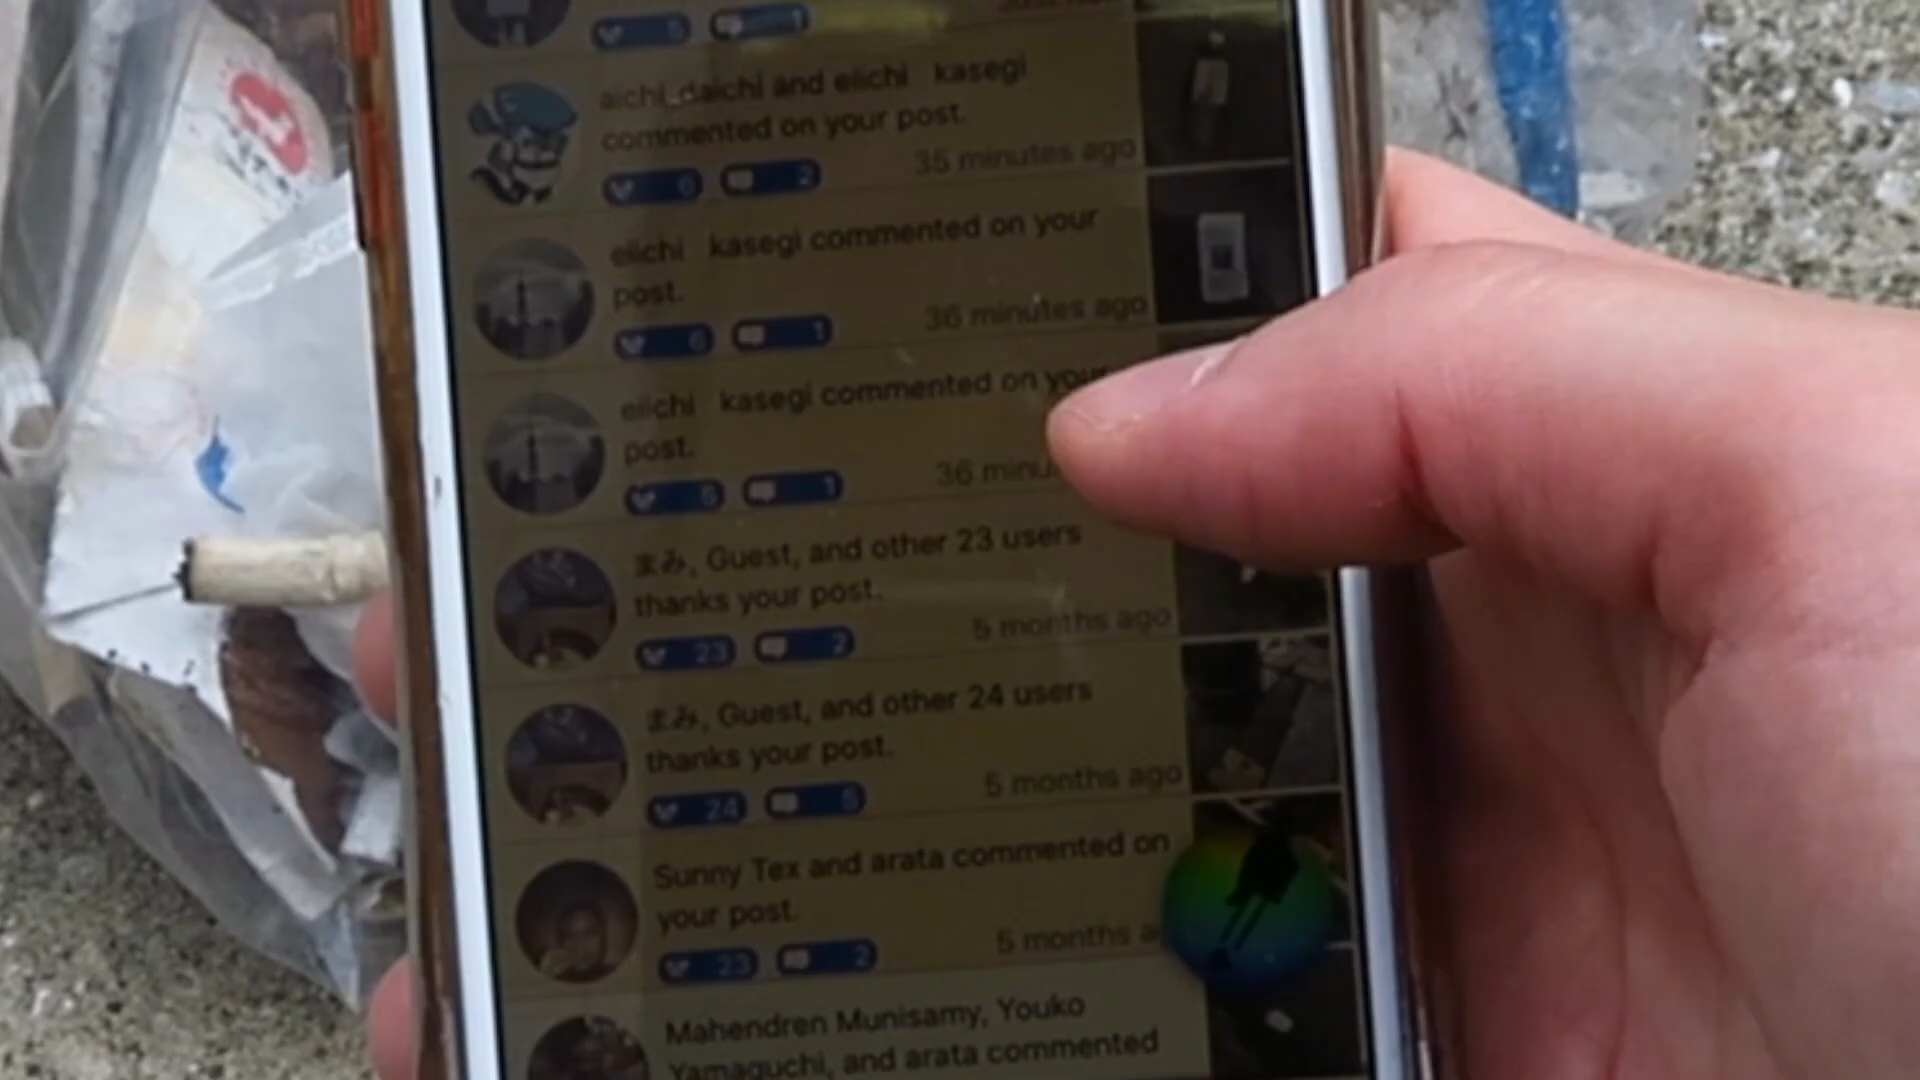 5 1
aichi_daichi and eiichi kasegi
commented on your post.
6 2 35 minutes ago
eiichi kasegi commented on your
post.
6 1 36 minutes ago
eiichi kasegi commented on your
post.
5 1 36 minu
まみ, Guest, and other 23 users
thanks your post.
23 2 5 months ago
まみ, Guest, and other 24 users
thanks your post.
24 5 5 months ago
Sunny Tex and arata commented on
your post.
23 2 5 months a
Mahendren Munisamy, Youko
Yamaguchi, and arata commented